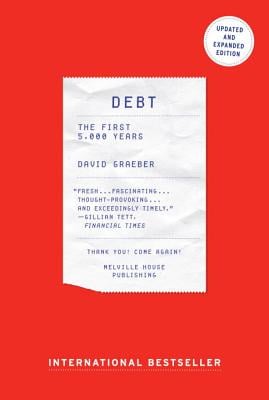 UPDATED
AND
EXPANDED
EDITION
DEBT
THE FIRST
5,000 YEARS
DAVID GRAEBER
"FRESH...FASCINATING...
THOUGHT-PROVOKING...
AND EXCEEDINGLY TIMELY."
—GILLIAN TETT,
FINANCIAL TIMES
THANK YOU! COME AGAIN!
MELVILLE HOUSE
PUBLISHING
INTERNATIONAL BESTSELLER